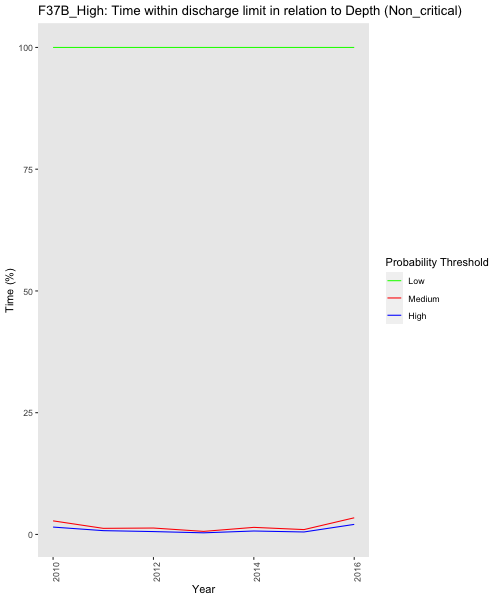 F37B_High: Time within discharge limit in relation to Depth (Non_critical)
100
75
50
25
0
Time (%)
2010
2012
2014
2016
Year
Probability Threshold
Low
Medium
High